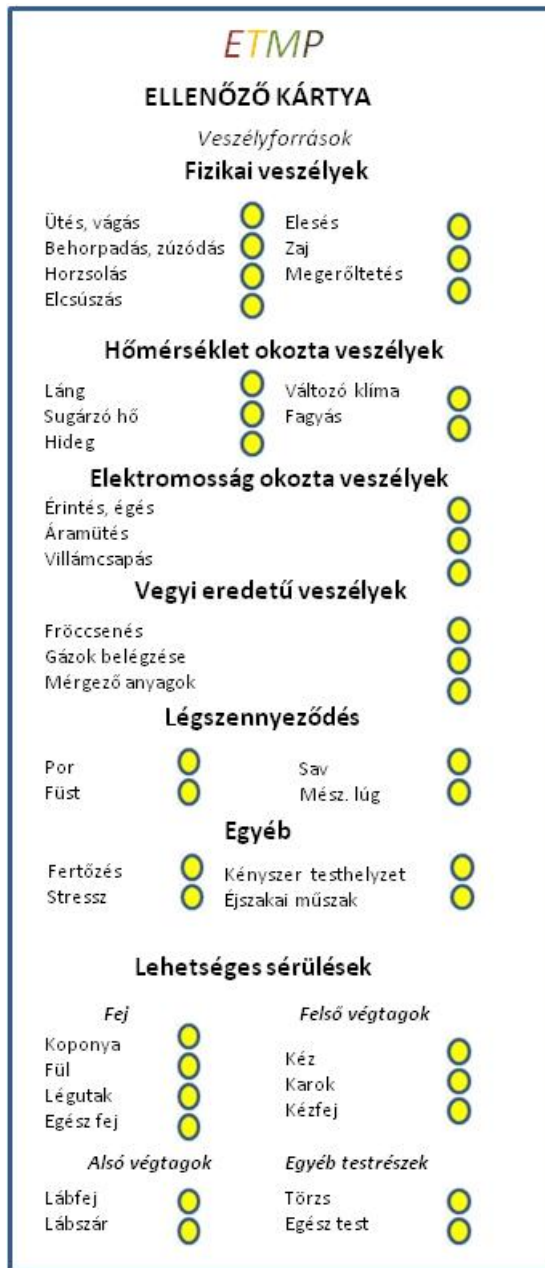 ETMP
ELLENŐZŐ KÁRTYA
Veszélyforrások
Fizikai veszélyek
Ütés, vágás
Behorpadás, zúzódás
Horzsolás
Elcsúszás
Elesés
Zaj
Megerőltetés
Hőmérséklet okozta veszélyek
Láng
Sugárzó hő
Hideg
Változó klíma
Fagyás
Elektromosság okozta veszélyek
Érintés, égés
Áramütés
Villámcsapás
Vegyi eredetű veszélyek
Fröccsenés
Gázok belégzése
Mérgező anyagok
Légszennyeződés
Por
Füst
Sav
Mész. lúg
Egyéb
Fertőzés
Stressz
Kényszer testhelyzet
Éjszakai műszak
Lehetséges sérülések
Fej
Koponya
Fül
Légutak
Egész fej
Felső végtagok
Kéz
Karok
Kézfej
Alsó végtagok
Lábfej
Lábszár
Egyéb testrészek
Törzs
Egész test